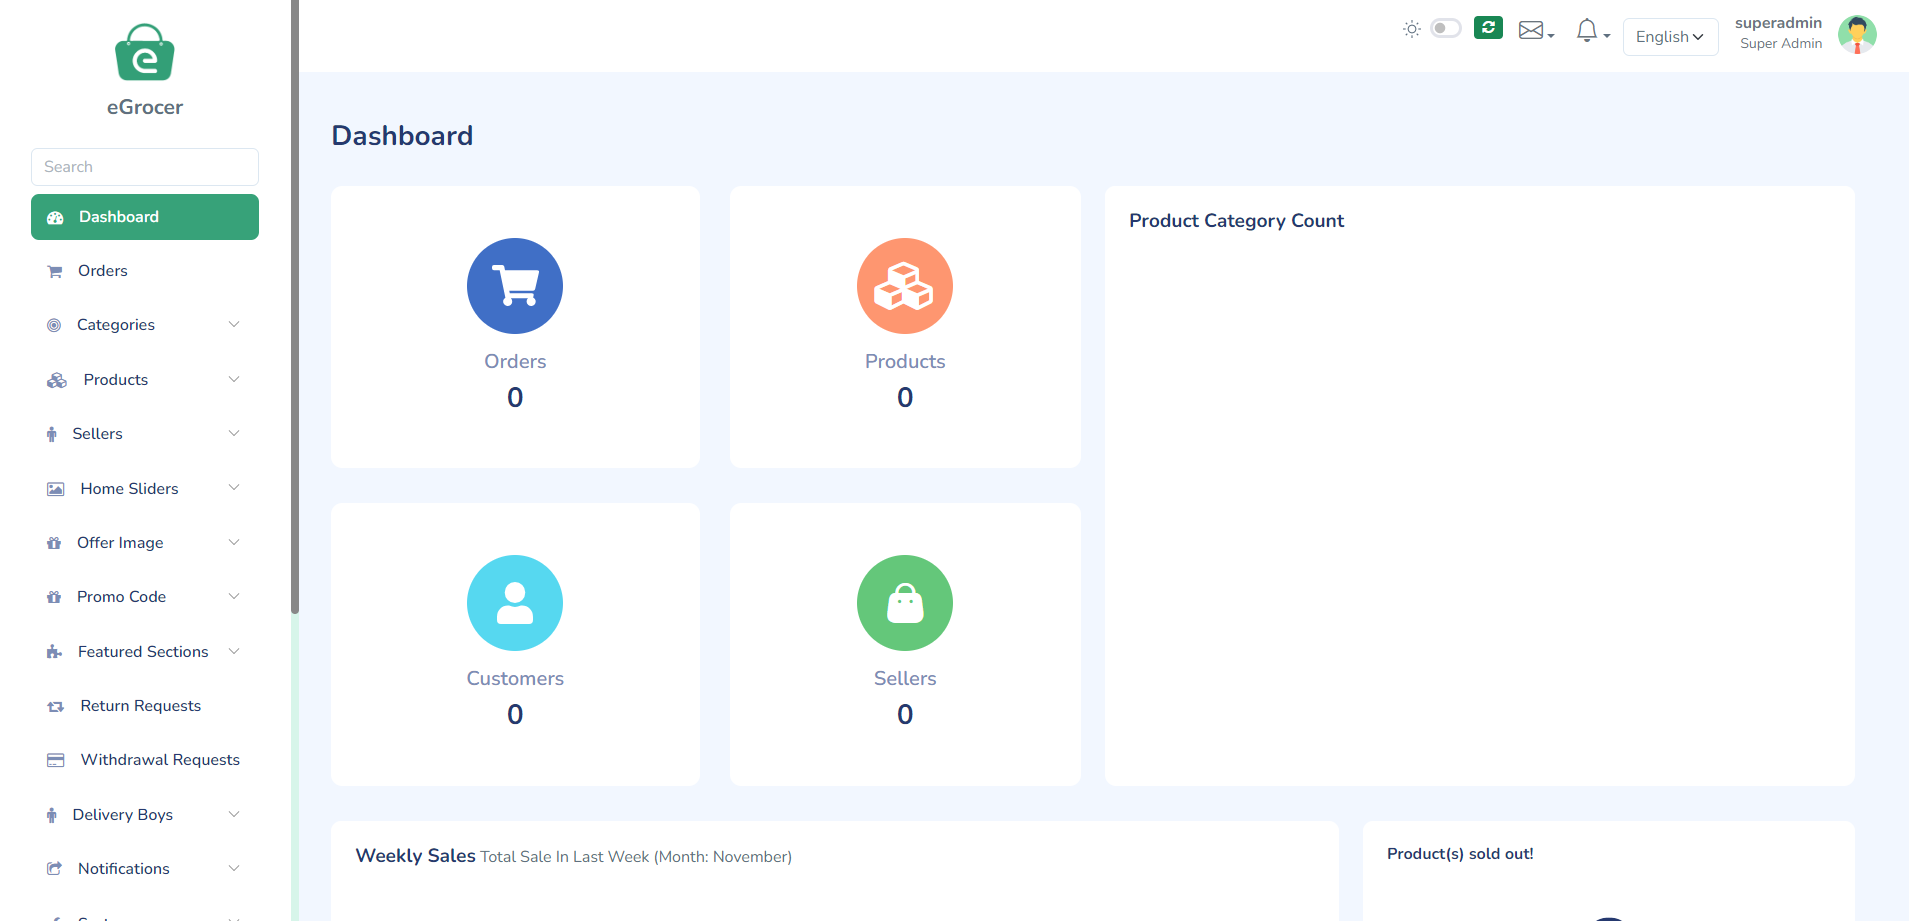 eGrocer
Search
Dashboard
Orders
Categories
Products
Sellers
Home Sliders
Offer Image
Promo Code
Featured Sections
Return Requests
Withdrawal Requests
Delivery Boys
Notifications
English
superadmin
Super Admin
Dashboard
Orders
0
Products
0
Product Category Count
Customers
0
Sellers
0
Weekly Sales Total Sale In Last Week (Month: November)
Product(s) sold out!